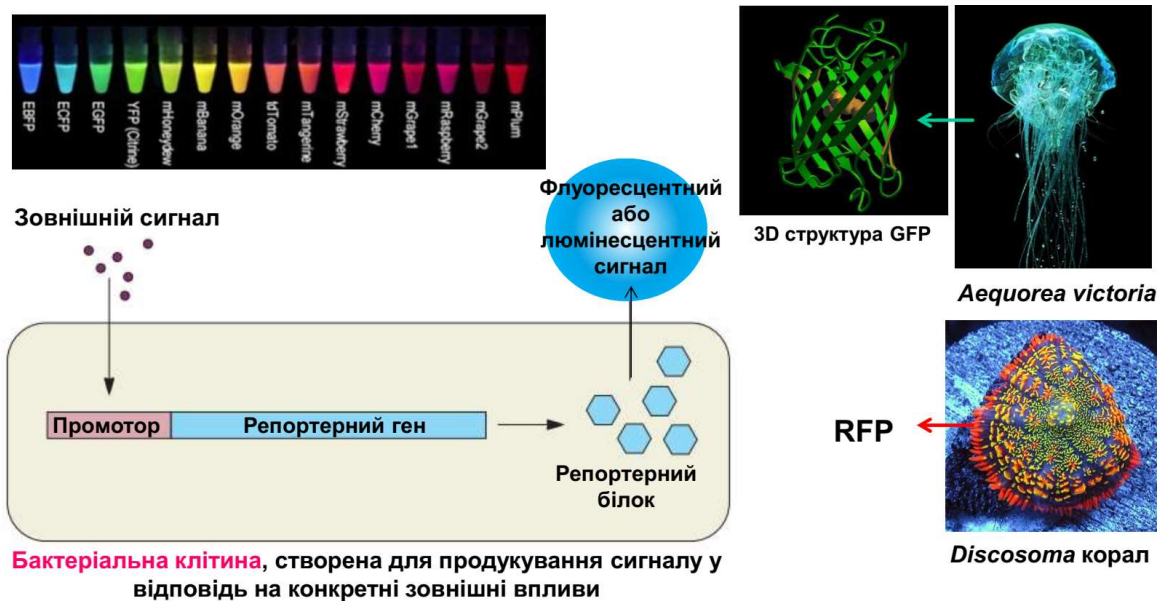 EBFP
ECFP
EGFP
YFP (Citrine)
mHoneydew
mBanana
mOrange
tdTomato
mTangerine
mStrawberry
mCherry
mGrape1
mRaspberry
mGrape2
mPlum
Зовнішній сигнал
Флуоресцентний
або
люмінесцентний
сигнал
3D структура GFP
Aequorea victoria
Промотор
Репортерний ген
Репортерний
білок
RFP
Discosoma корал
Бактеріальна клітина, створена для продукування сигналу у
відповідь на конкретні зовнішні впливи